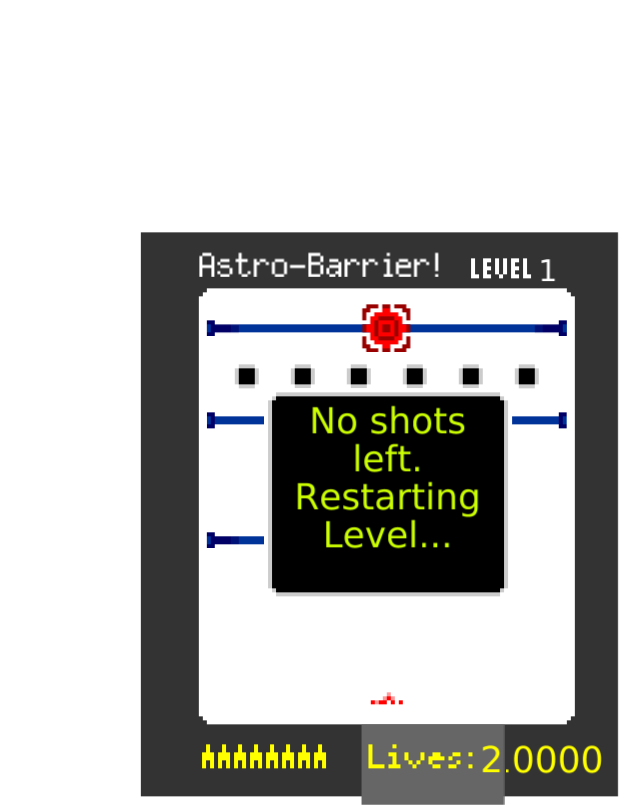 Astro-Barrier! LEVEL 1
No shots
left.
Restarting
Level...
Lives:2.0000